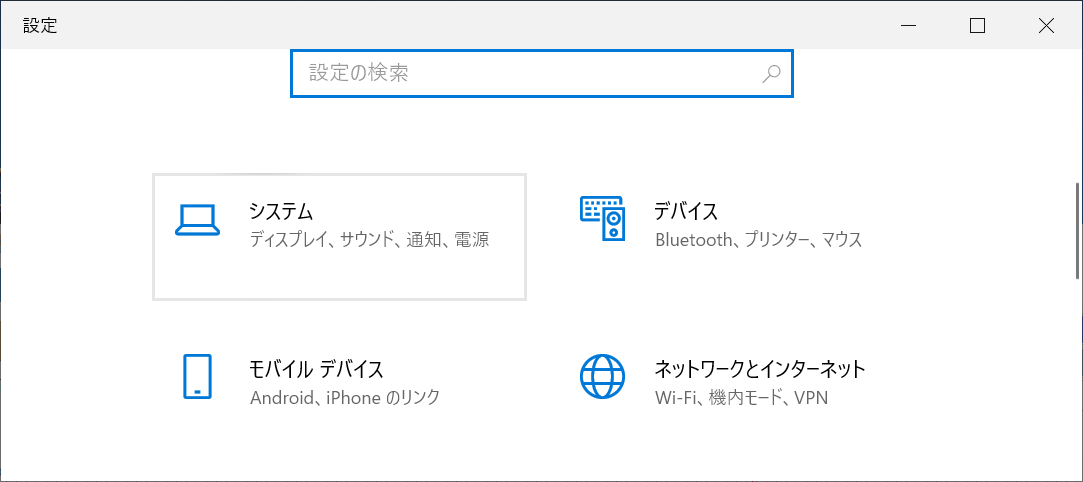 設定
設定の検索
システム
ディスプレイ、サウンド、通知、電源
デバイス
Bluetooth、プリンター、マウス
モバイル デバイス
Android、iPhone のリンク
ネットワークとインターネット
Wi-Fi、機内モード、VPN